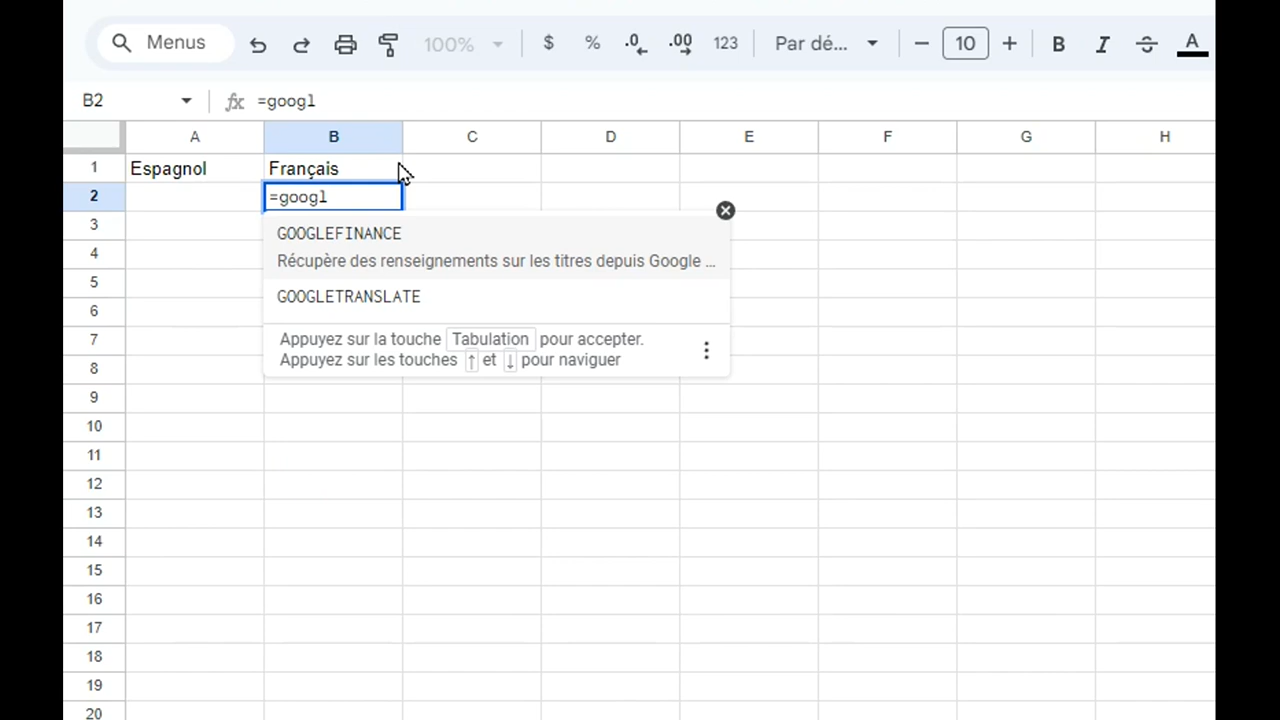 Menus 100% $ % .0 .00 123 Par dé... 10 B I A
B2 fx =googl
A B C D E F G H
1 Espagnol Français
2 =googl
3
GOOGLEFINANCE
4
Récupère des renseignements sur les titres depuis Google ...
5
GOOGLETRANSLATE
6
7
Appuyez sur la touche Tabulation pour accepter.
8
Appuyez sur les touches ↑ et ↓ pour naviguer
9
10
11
12
13
14
15
16
17
18
19
20